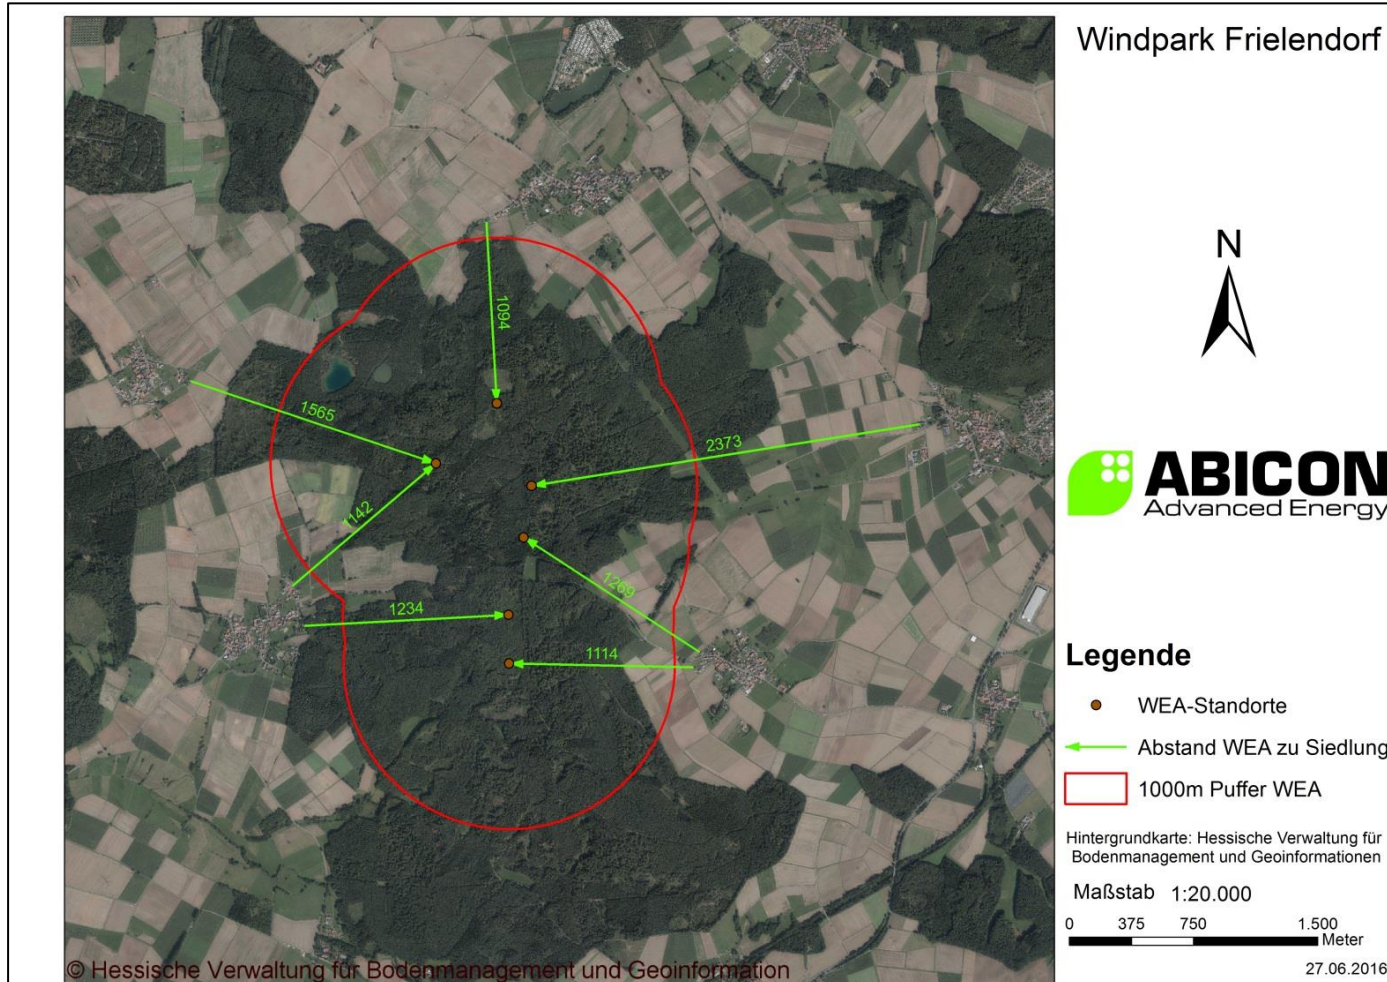 Windpark Frielendorf
N
ABICON
Advanced Energy
1094
1565
2373
1142
1269
1234
1114
Legende
WEA-Standorte
Abstand WEA zu Siedlung
1000m Puffer WEA
Hintergrundkarte: Hessische Verwaltung für
Bodenmanagement und Geoinformationen
Maßstab 1:20.000
0 375 750 1.500
Meter
27.06.2016
© Hessische Verwaltung für Bodenmanagement und Geoinformation